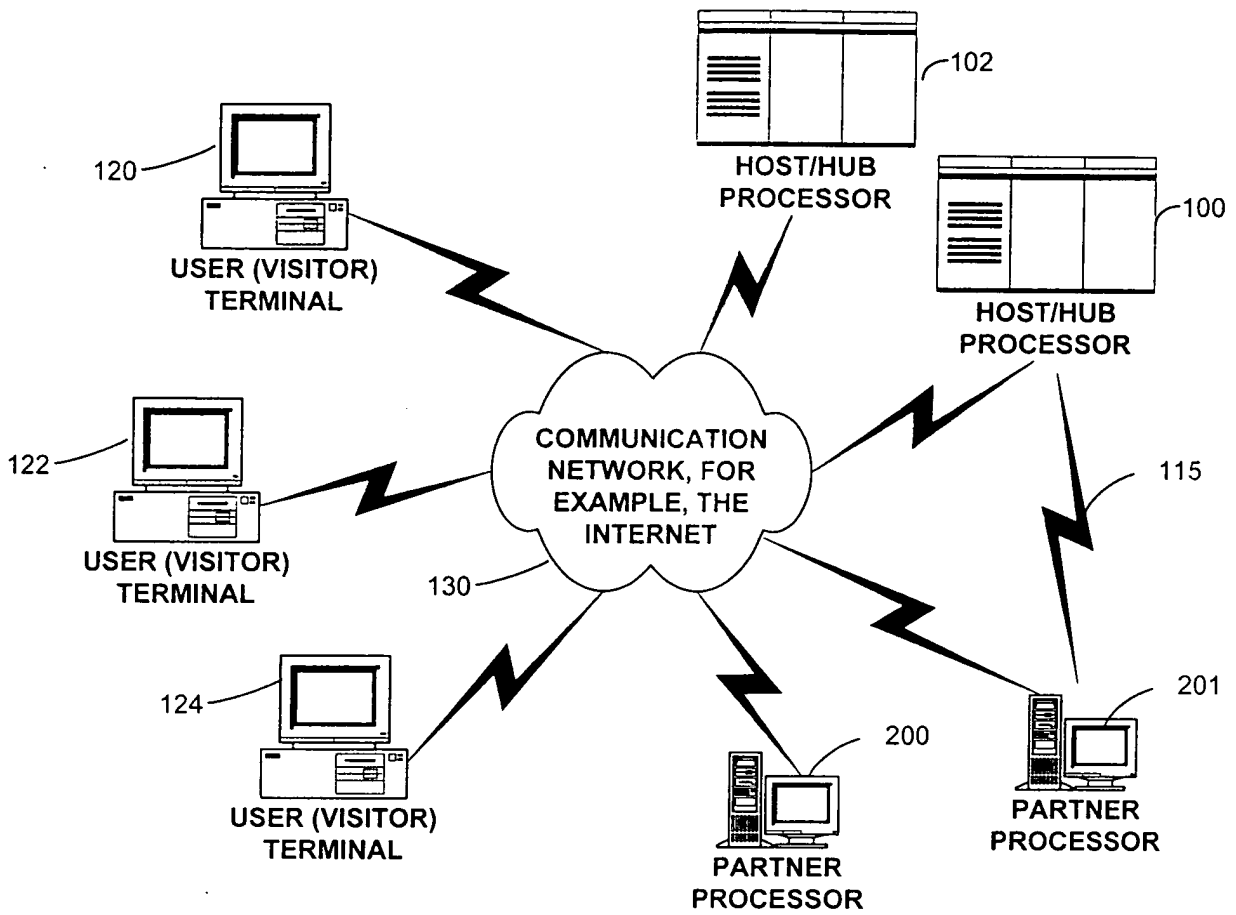 102
HOST/HUB
PROCESSOR
100
HOST/HUB
PROCESSOR
120
USER (VISITOR)
TERMINAL
122
USER (VISITOR)
TERMINAL
COMMUNICATION
NETWORK, FOR
EXAMPLE, THE
INTERNET
130
115
124
USER (VISITOR)
TERMINAL
200
PARTNER
PROCESSOR
201
PARTNER
PROCESSOR